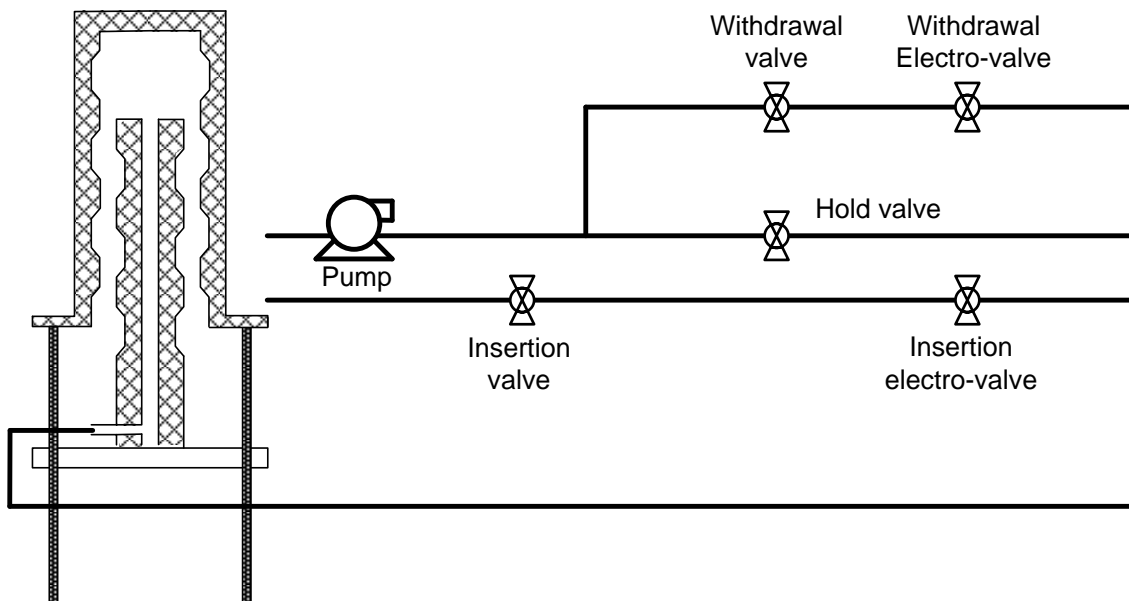 Withdrawal
valve
Withdrawal
Electro-valve
Hold valve
Pump
Insertion
valve
Insertion
electro-valve